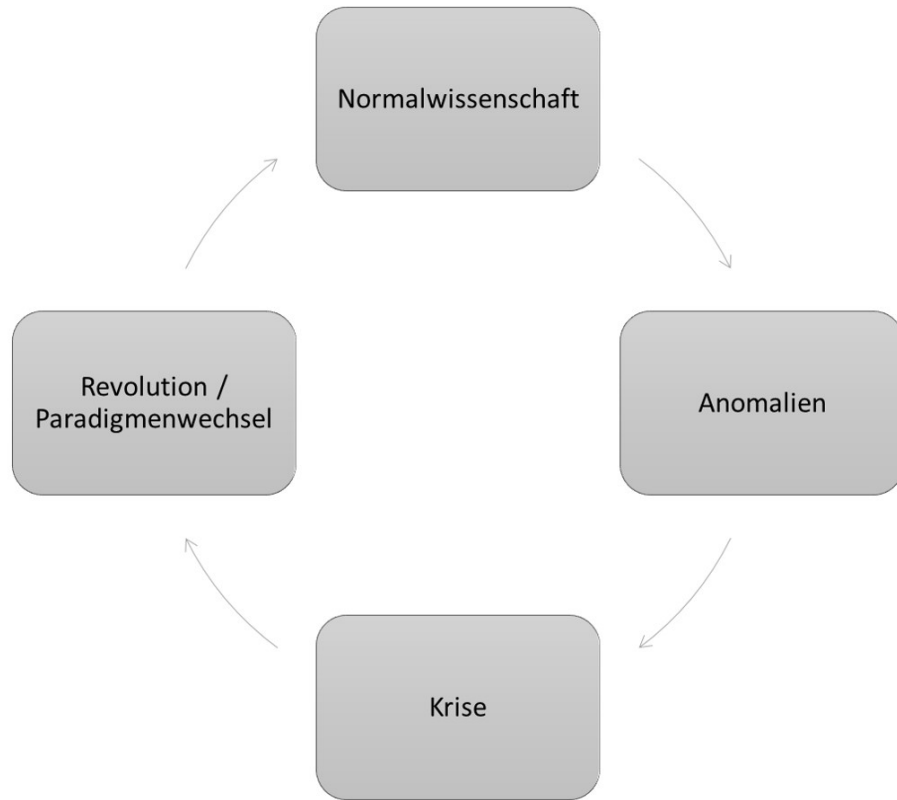 Normalwissenschaft
Revolution /
Paradigmenwechsel
Anomalien
Krise